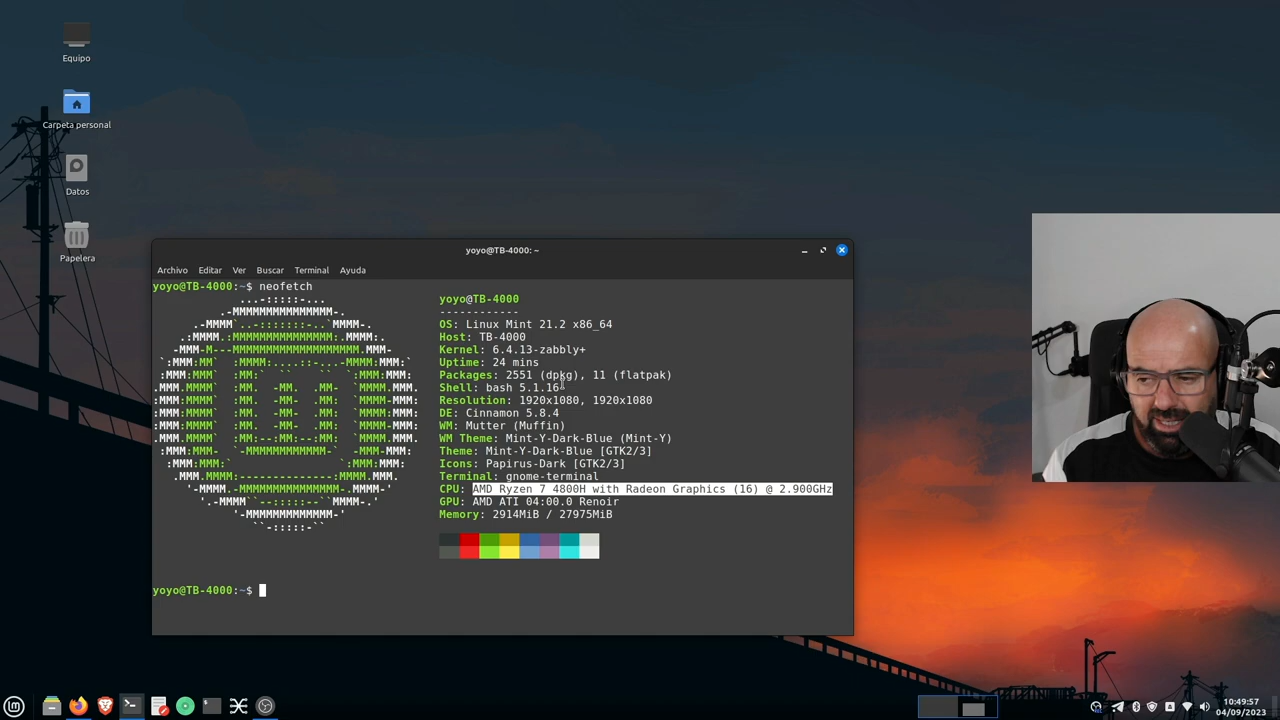 Equipo
Carpeta personal
Datos
Papelera
yoyo@TB-4000: ~
Archivo Editar Ver Buscar Terminal Ayuda
yoyo@TB-4000:~$ neofetch
yoyo@TB-4000
------------
OS: Linux Mint 21.2 x86_64
Host: TB-4000
Kernel: 6.4.13-zabbly+
Uptime: 24 mins
Packages: 2551 (dpkg), 11 (flatpak)
Shell: bash 5.1.16
Resolution: 1920x1080, 1920x1080
DE: Cinnamon 5.8.4
WM: Mutter (Muffin)
WM Theme: Mint-Y-Dark-Blue (Mint-Y)
Theme: Mint-Y-Dark-Blue [GTK2/3]
Icons: Papirus-Dark [GTK2/3]
Terminal: gnome-terminal
CPU: AMD Ryzen 7 4800H with Radeon Graphics (16) @ 2.900GHz
GPU: AMD ATI 04:00.0 Renoir
Memory: 2914MiB / 27975MiB
yoyo@TB-4000:~$
10:49:57
04/09/2023